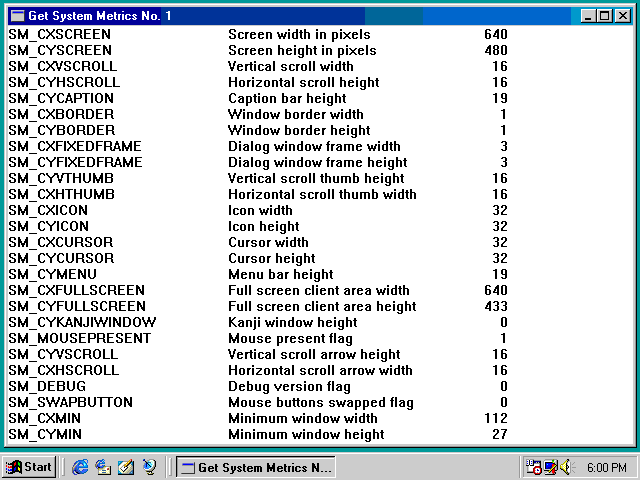 Get System Metrics No. 1
SM_CXSCREEN Screen width in pixels 640
SM_CYSCREEN Screen height in pixels 480
SM_CXVSCROLL Vertical scroll width 16
SM_CYHSCROLL Horizontal scroll height 16
SM_CYCAPTION Caption bar height 19
SM_CXBORDER Window border width 1
SM_CYBORDER Window border height 1
SM_CXFIXEDFRAME Dialog window frame width 3
SM_CYFIXEDFRAME Dialog window frame height 3
SM_CYVTHUMB Vertical scroll thumb height 16
SM_CXHTHUMB Horizontal scroll thumb width 16
SM_CXICON Icon width 32
SM_CYICON Icon height 32
SM_CXCURSOR Cursor width 32
SM_CYCURSOR Cursor height 32
SM_CYMENU Menu bar height 19
SM_CXFULLSCREEN Full screen client area width 640
SM_CYFULLSCREEN Full screen client area height 433
SM_CYKANJIWINDOW Kanji window height 0
SM_MOUSEPRESENT Mouse present flag 1
SM_CYVSCROLL Vertical scroll arrow height 16
SM_CXHSCROLL Horizontal scroll arrow width 16
SM_DEBUG Debug version flag 0
SM_SWAPBUTTON Mouse buttons swapped flag 0
SM_CXMIN Minimum window width 112
SM_CYMIN Minimum window height 27
Start Get System Metrics N... 6:00 PM